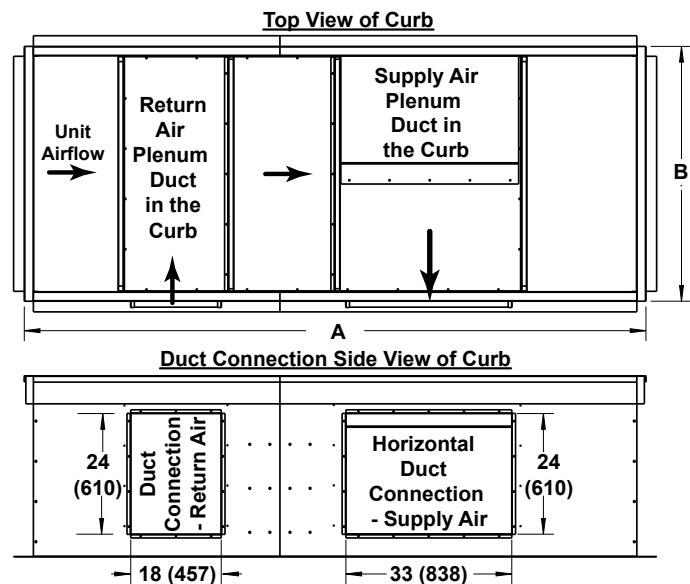 Top View of Curb
Unit
Airflow
Return
Air
Plenum
Duct
in the
Curb
Supply Air
Plenum
Duct in
the Curb
B
A
Duct Connection Side View of Curb
24
(610)
Duct
Connection
- Return Air
Horizontal
Duct
Connection
- Supply Air
24
(610)
18 (457)
33 (838)